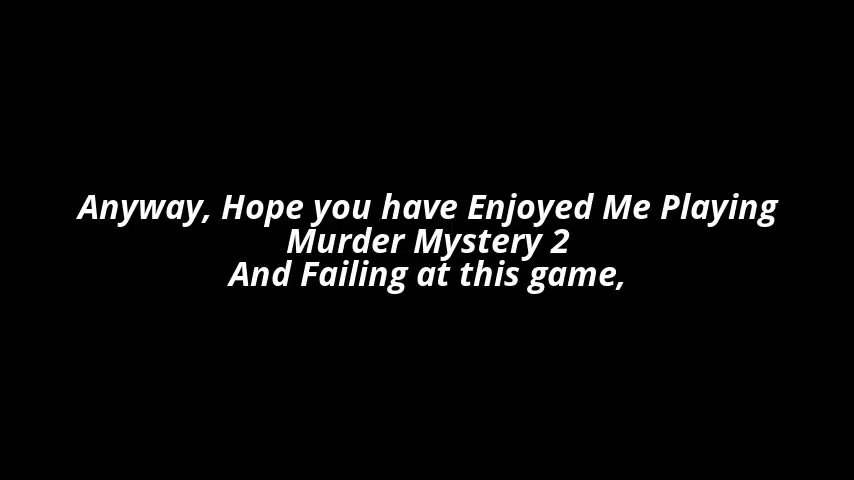 Anyway, Hope you have Enjoyed Me Playing
Murder Mystery 2
And Failing at this game,